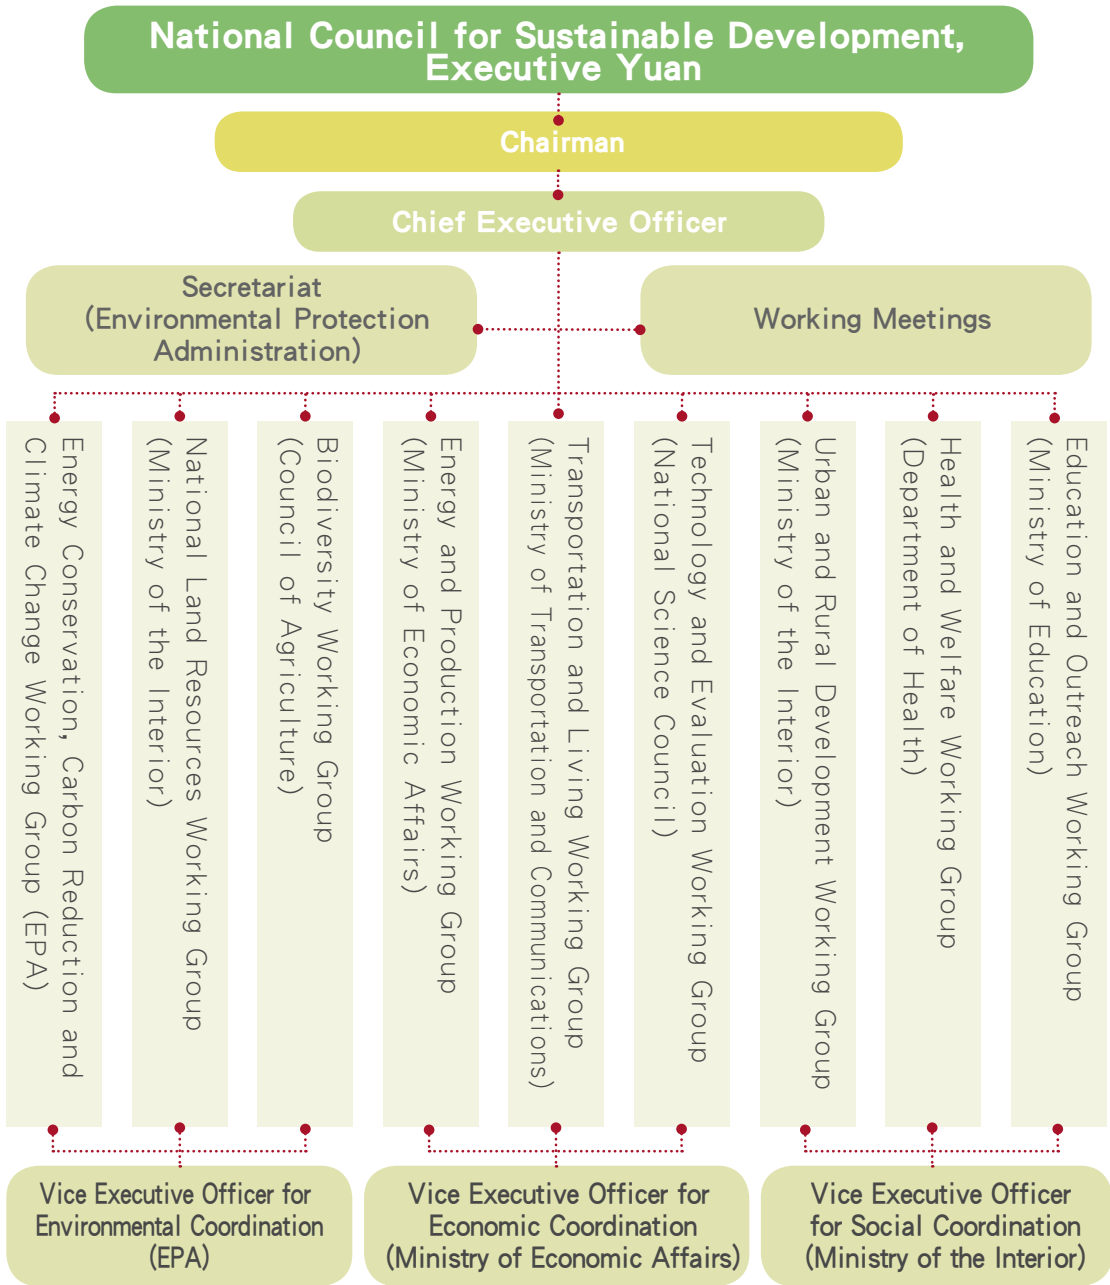 National Council for Sustainable Development,
Executive Yuan
Chairman
Chief Executive Officer
Secretariat
(Environmental Protection
Administration)
Working Meetings
Energy Conservation, Carbon Reduction and
Climate Change Working Group (EPA)
National Land Resources Working Group
(Ministry of the Interior)
Biodiversity Working Group
(Council of Agriculture)
Energy and Production Working Group
(Ministry of Economic Affairs)
Transportation and Living Working Group
(Ministry of Transportation and Communications)
Technology and Evaluation Working Group
(National Science Council)
Urban and Rural Development Working Group
(Ministry of the Interior)
Health and Welfare Working Group
(Department of Health)
Education and Outreach Working Group
(Ministry of Education)
Vice Executive Officer for
Environmental Coordination
(EPA)
Vice Executive Officer for
Economic Coordination
(Ministry of Economic Affairs)
Vice Executive Officer
for Social Coordination
(Ministry of the Interior)